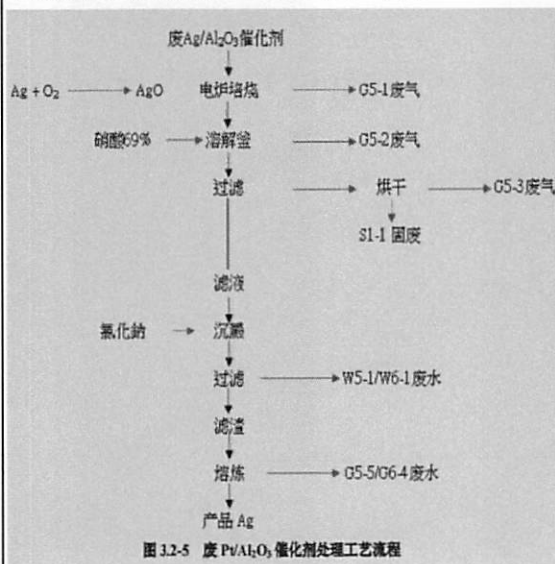 废Ag/Al₂O₃催化剂
Ag + O₂ AgO 电炉培烧 G5-1废气
硝酸69% 溶解釜 G5-2废气
过滤 烘干 G5-3废气
S1-1 固废
滤液
氯化钠 沉银
过滤 W5-1/W6-1废水
滤渣
熔炼 G5-5/G6-4废水
产品 Ag
图 3.2-5 废 Pt/Al₂O₃ 催化剂处理工艺流程